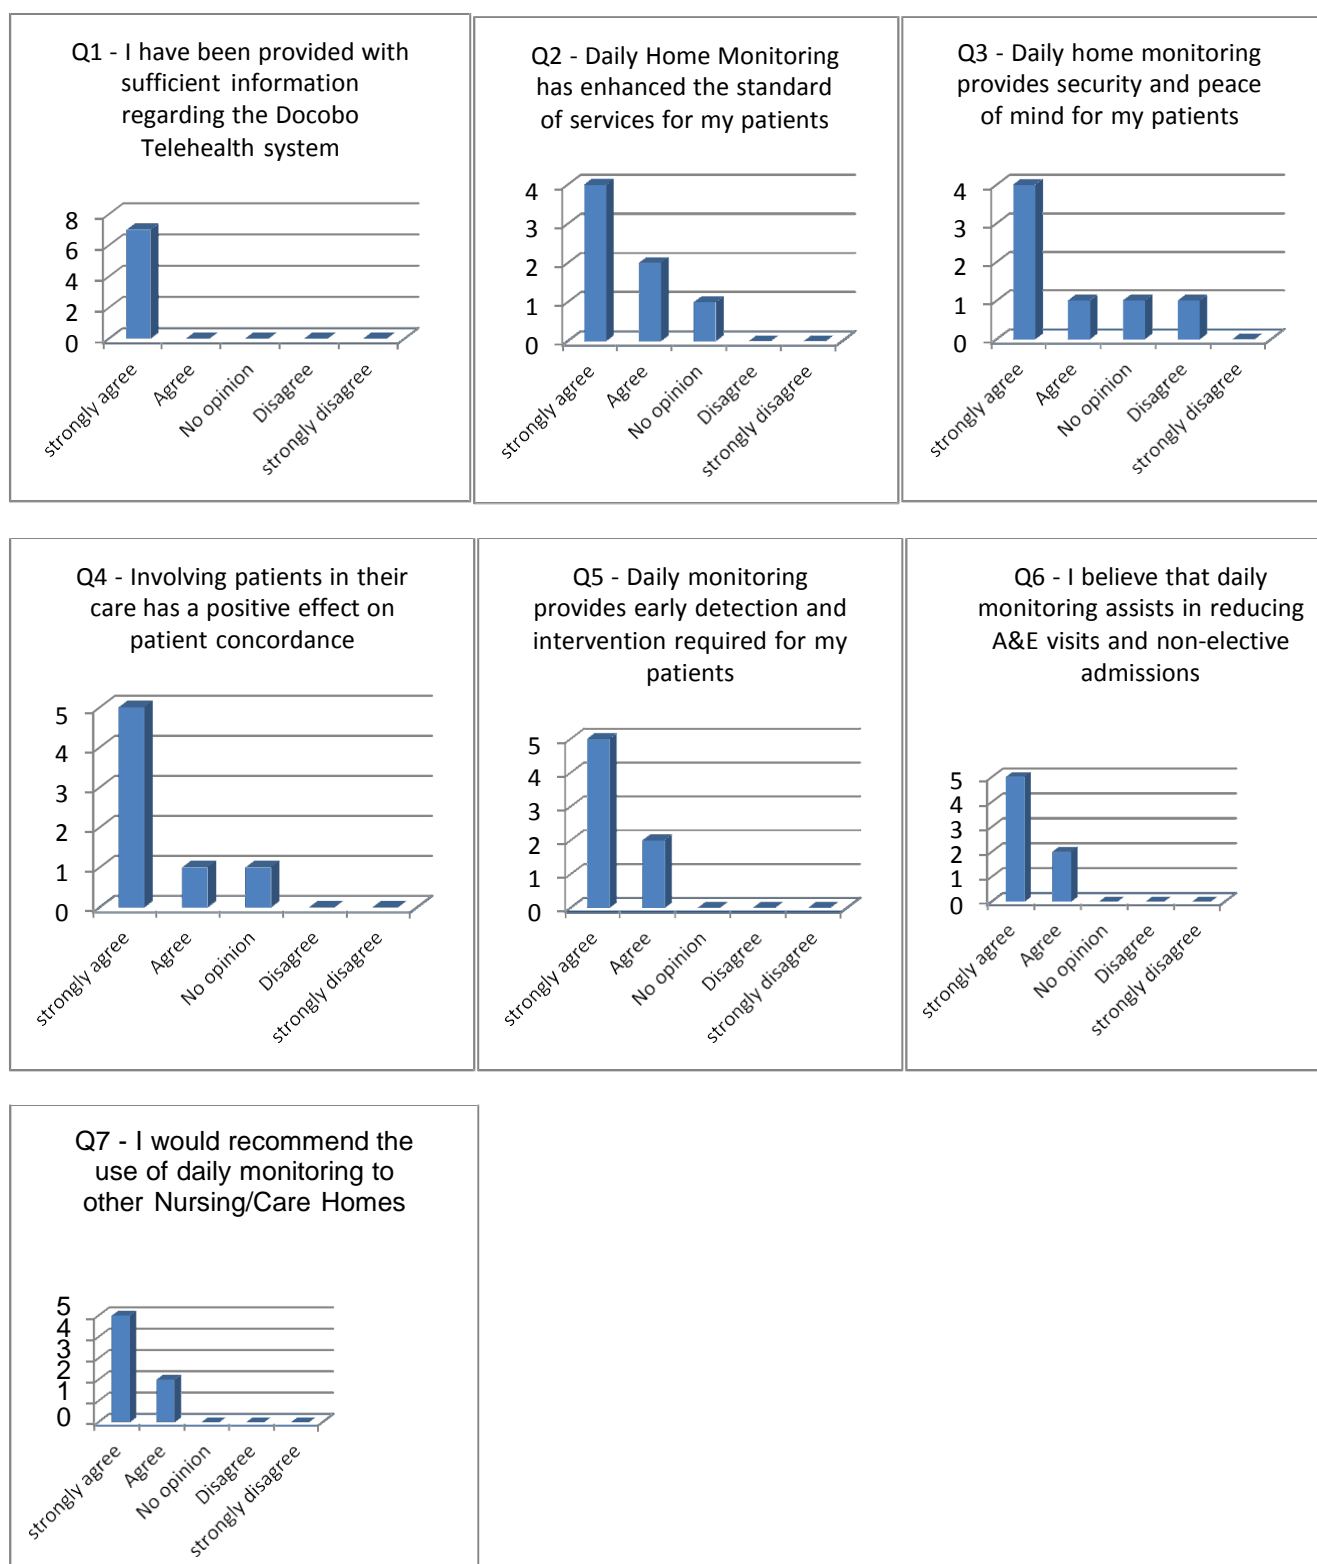 Q1 - I have been provided with
sufficient information
regarding the Docobo
Telehealth system
8
6
4
2
0
strongly agree
Agree
No opinion
Disagree
strongly disagree
Q2 - Daily Home Monitoring
has enhanced the standard
of services for my patients
4
3
2
1
0
strongly agree
Agree
No opinion
Disagree
strongly disagree
Q3 - Daily home monitoring
provides security and peace
of mind for my patients
4
3
2
1
0
strongly agree
Agree
No opinion
Disagree
strongly disagree
Q4 - Involving patients in their
care has a positive effect on
patient concordance
5
4
3
2
1
0
strongly agree
Agree
No opinion
Disagree
strongly disagree
Q5 - Daily monitoring
provides early detection and
intervention required for my
patients
5
4
3
2
1
0
strongly agree
Agree
No opinion
Disagree
strongly disagree
Q6 - I believe that daily
monitoring assists in reducing
A&E visits and non-elective
admissions
5
4
3
2
1
0
strongly agree
Agree
No opinion
Disagree
strongly disagree
Q7 - I would recommend the
use of daily monitoring to
other Nursing/Care Homes
5
4
3
2
1
0
strongly agree
Agree
No opinion
Disagree
strongly disagree